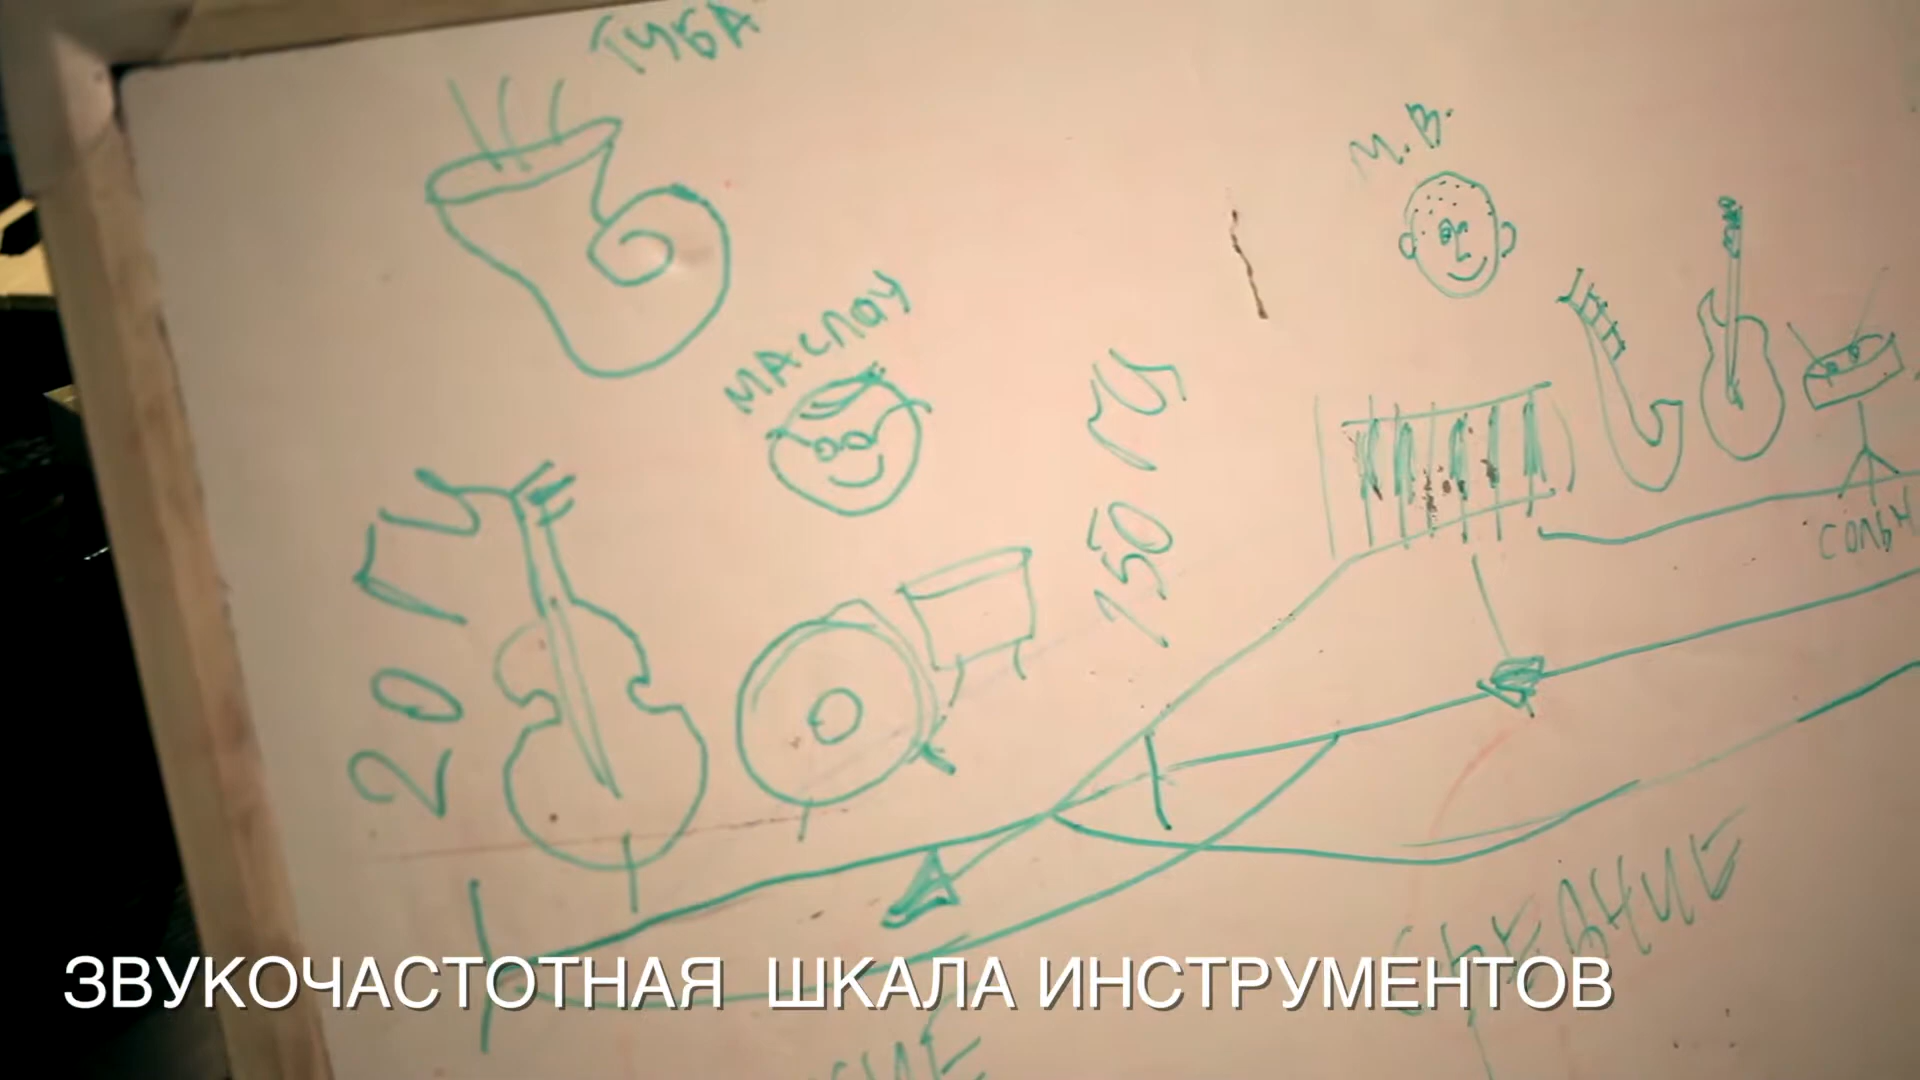 ТУБА
М.В.
МАСЛОУ
20 Гц
150 Гц
СОЛЬН
СРЕДНИЕ
ЗВУКОЧАСТОТНАЯ ШКАЛА ИНСТРУМЕНТОВ